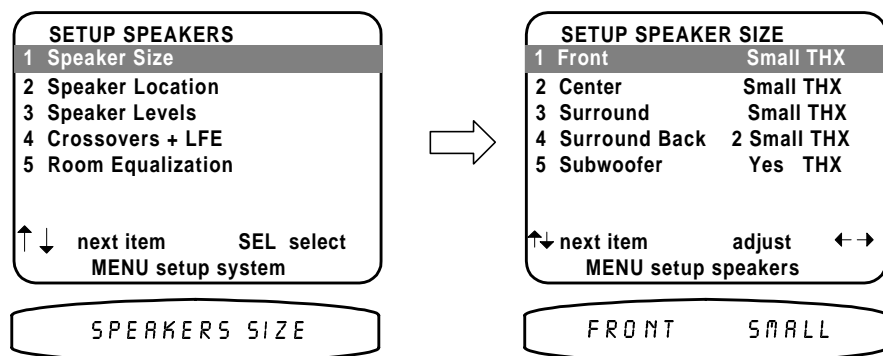 SETUP SPEAKERS
1 Speaker Size
2 Speaker Location
3 Speaker Levels
4 Crossovers + LFE
5 Room Equalization
↑ ↓ next item SEL select
MENU setup system
SPEAKERS SIZE
SETUP SPEAKER SIZE
1 Front Small THX
2 Center Small THX
3 Surround Small THX
4 Surround Back 2 Small THX
5 Subwoofer Yes THX
↑↓ next item adjust ←→
MENU setup speakers
FRONT SMALL